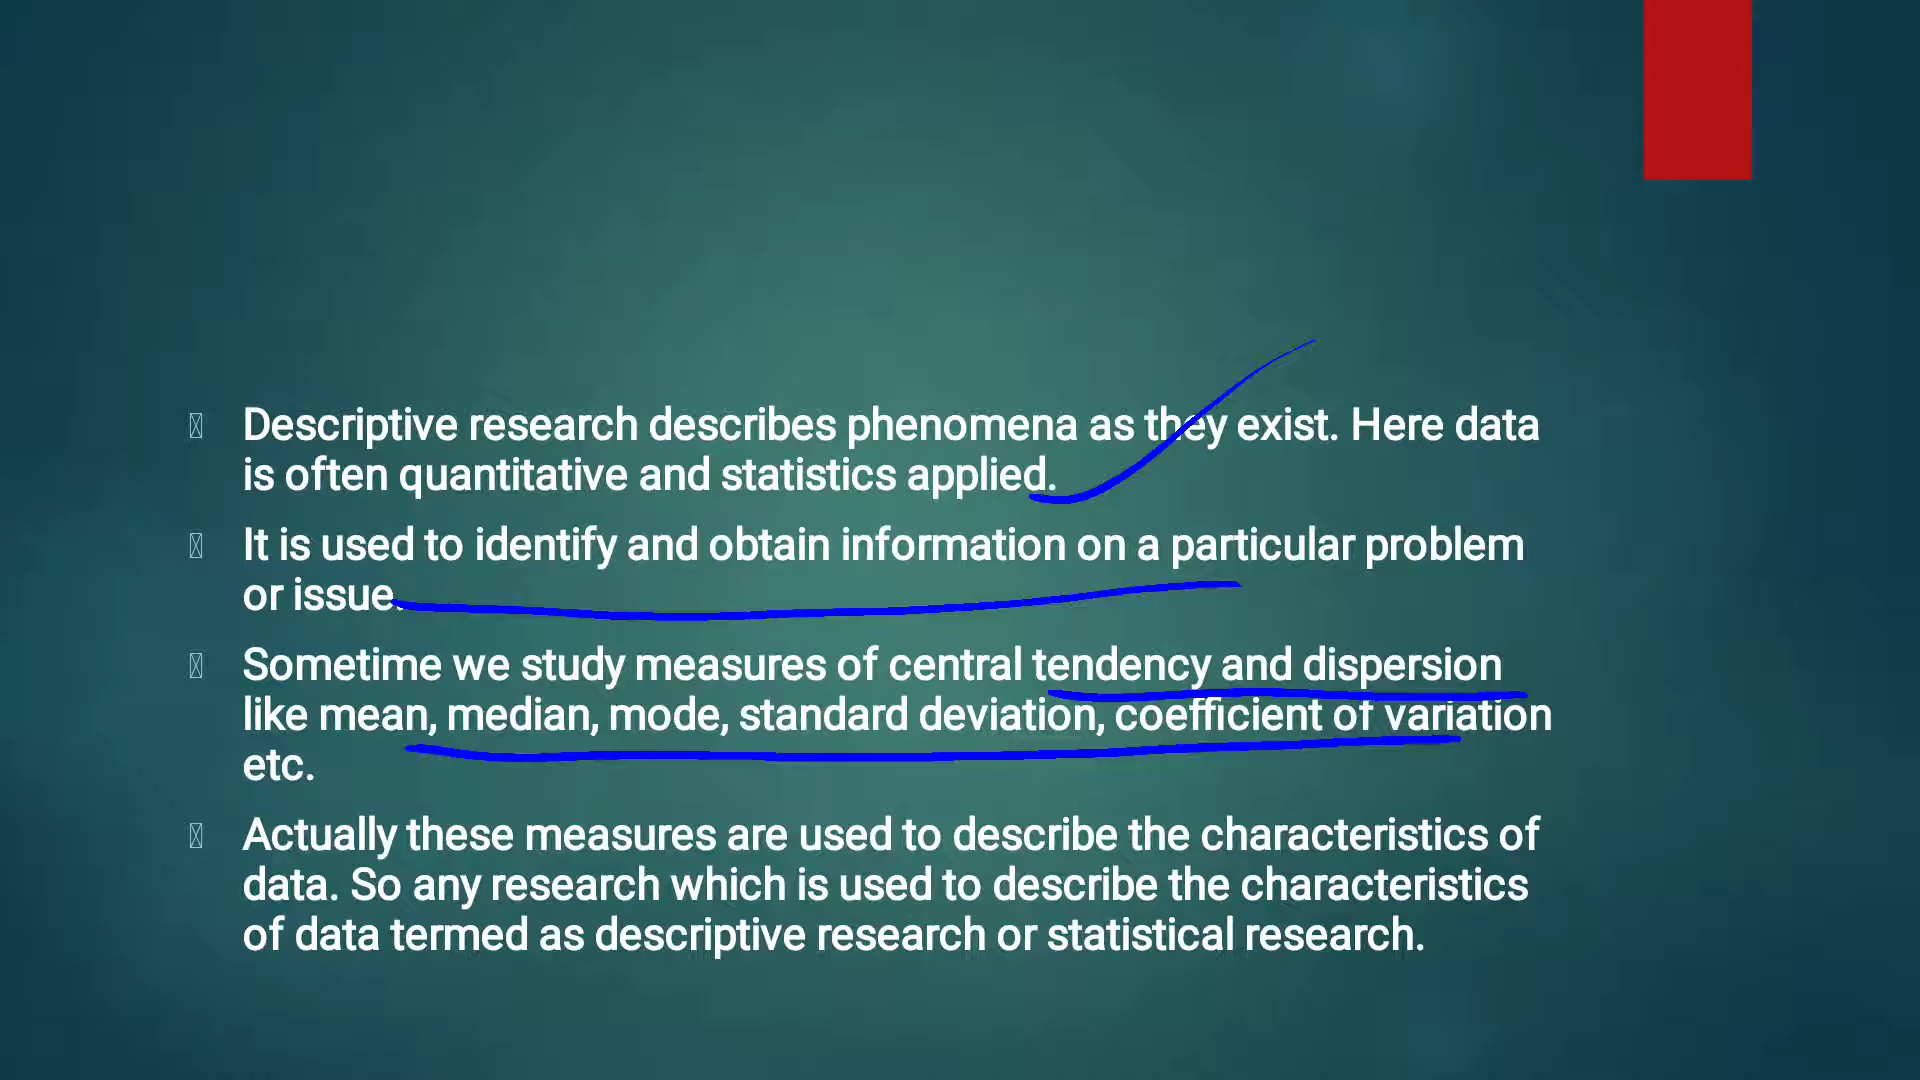 Descriptive research describes phenomena as they exist. Here data
is often quantitative and statistics applied.
It is used to identify and obtain information on a particular problem
or issue.
Sometime we study measures of central tendency and dispersion
like mean, median, mode, standard deviation, coefficient of variation
etc.
Actually these measures are used to describe the characteristics of
data. So any research which is used to describe the characteristics
of data termed as descriptive research or statistical research.